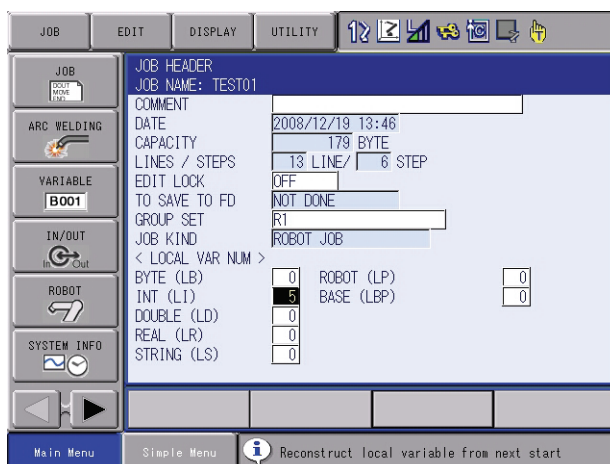 JOB EDIT DISPLAY UTILITY
JOB
DOUT
MOVE
END
ARC WELDING
VARIABLE
B001
IN/OUT
In Out
ROBOT
SYSTEM INFO
JOB HEADER
JOB NAME: TEST01
COMMENT
DATE 2008/12/19 13:46
CAPACITY 179 BYTE
LINES / STEPS 13 LINE/ 6 STEP
EDIT LOCK OFF
TO SAVE TO FD NOT DONE
GROUP SET R1
JOB KIND ROBOT JOB
< LOCAL VAR NUM >
BYTE (LB) 0 ROBOT (LP) 0
INT (LI) 5 BASE (LBP) 0
DOUBLE (LD) 0
REAL (LR) 0
STRING (LS) 0
Main Menu Simple Menu Reconstruct local variable from next start